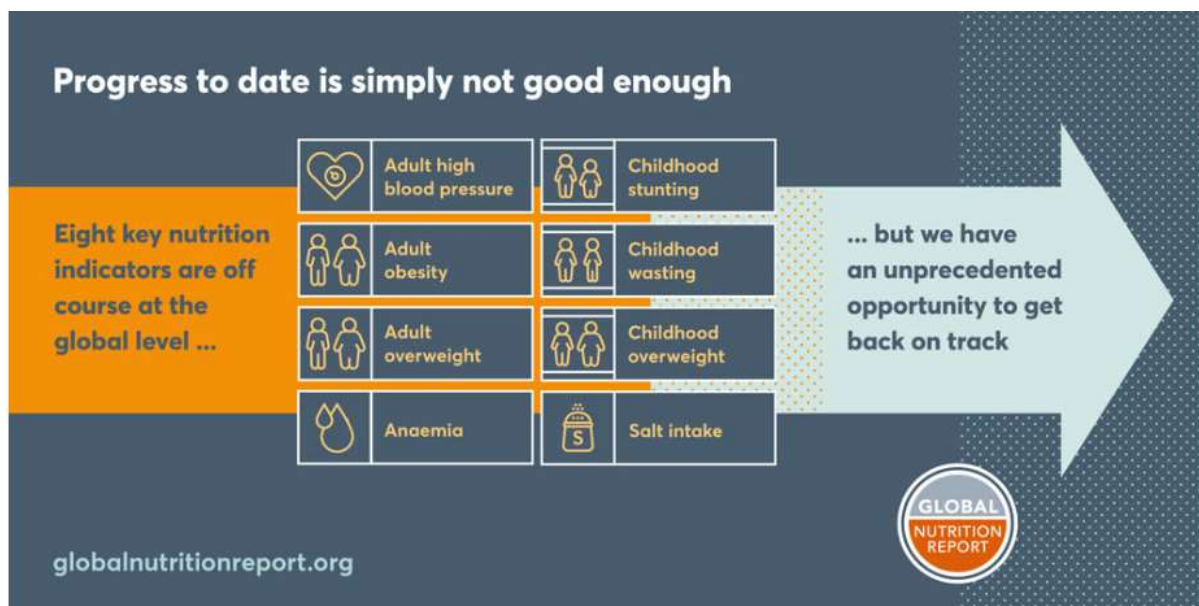 Progress to date is simply not good enough
Eight key nutrition
indicators are off
course at the
global level ...
Adult high
blood pressure
Childhood
stunting
Adult
obesity
Childhood
wasting
Adult
overweight
Childhood
overweight
Anaemia
S
Salt intake
... but we have
an unprecedented
opportunity to get
back on track
GLOBAL
NUTRITION
REPORT
globalnutritionreport.org